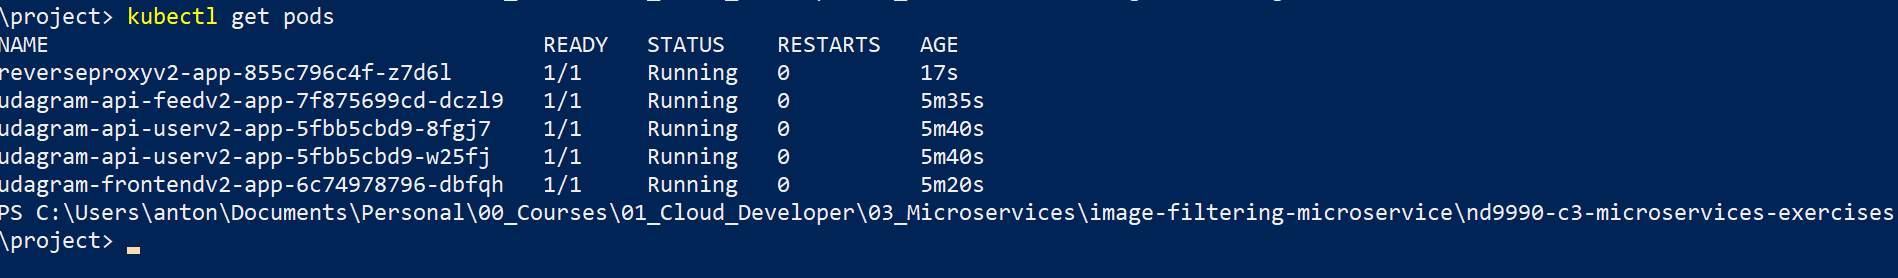 \project> kubectl get pods
NAME READY STATUS RESTARTS AGE
reverseproxyv2-app-855c796c4f-z7d6l 1/1 Running 0 17s
udagram-api-feedv2-app-7f875699cd-dczl9 1/1 Running 0 5m35s
udagram-api-userv2-app-5fbb5cbd9-8fgj7 1/1 Running 0 5m40s
udagram-api-userv2-app-5fbb5cbd9-w25fj 1/1 Running 0 5m40s
udagram-frontendv2-app-6c74978796-dbfqh 1/1 Running 0 5m20s
PS C:\Users\anton\Documents\Personal\00_Courses\01_Cloud_Developer\03_Microservices\image-filtering-microservice\nd9990-c3-microservices-exercises
\project>